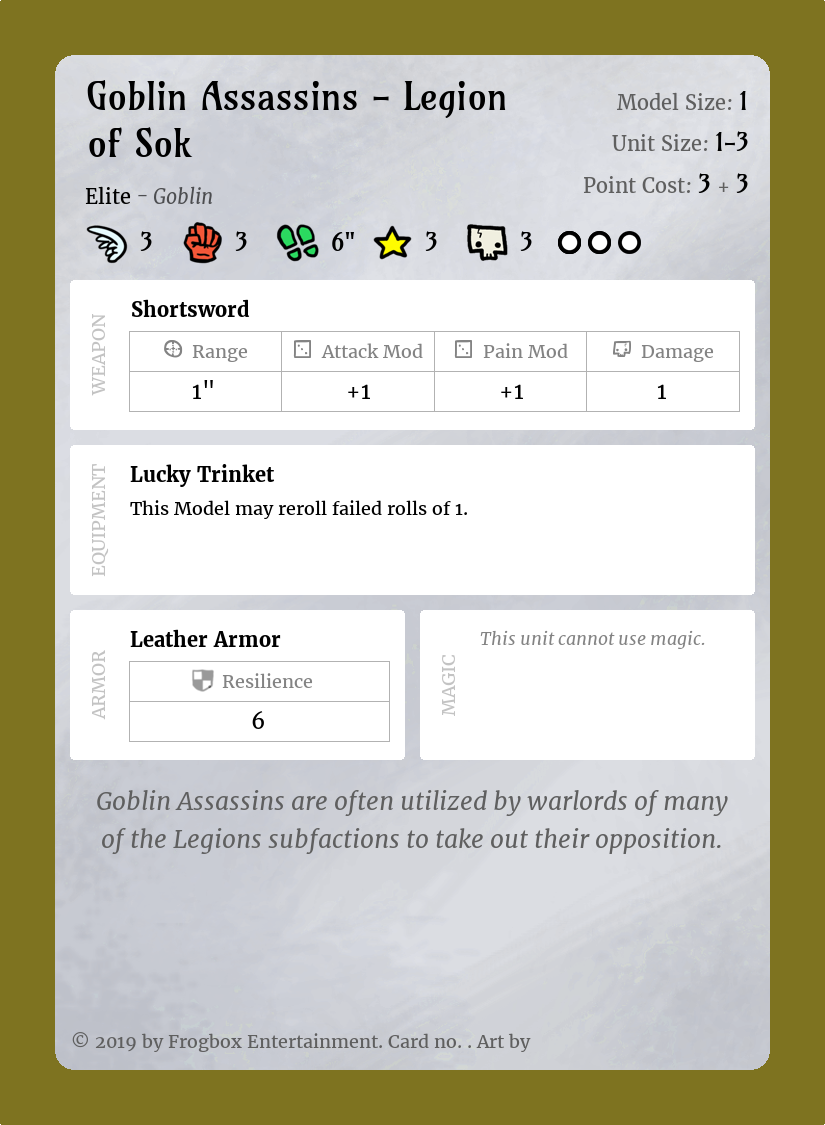 Goblin Assassins – Legion
of Sok
Model Size: 1
Unit Size: 1–3
Point Cost: 3 + 3
Elite – Goblin
3 3 6" 3 3
WEAPON
Shortsword
Range Attack Mod Pain Mod Damage
1" +1 +1 1
EQUIPMENT
Lucky Trinket
This Model may reroll failed rolls of 1.
ARMOR
Leather Armor
Resilience
6
MAGIC
This unit cannot use magic.
Goblin Assassins are often utilized by warlords of many
of the Legions subfactions to take out their opposition.
© 2019 by Frogbox Entertainment. Card no. . Art by